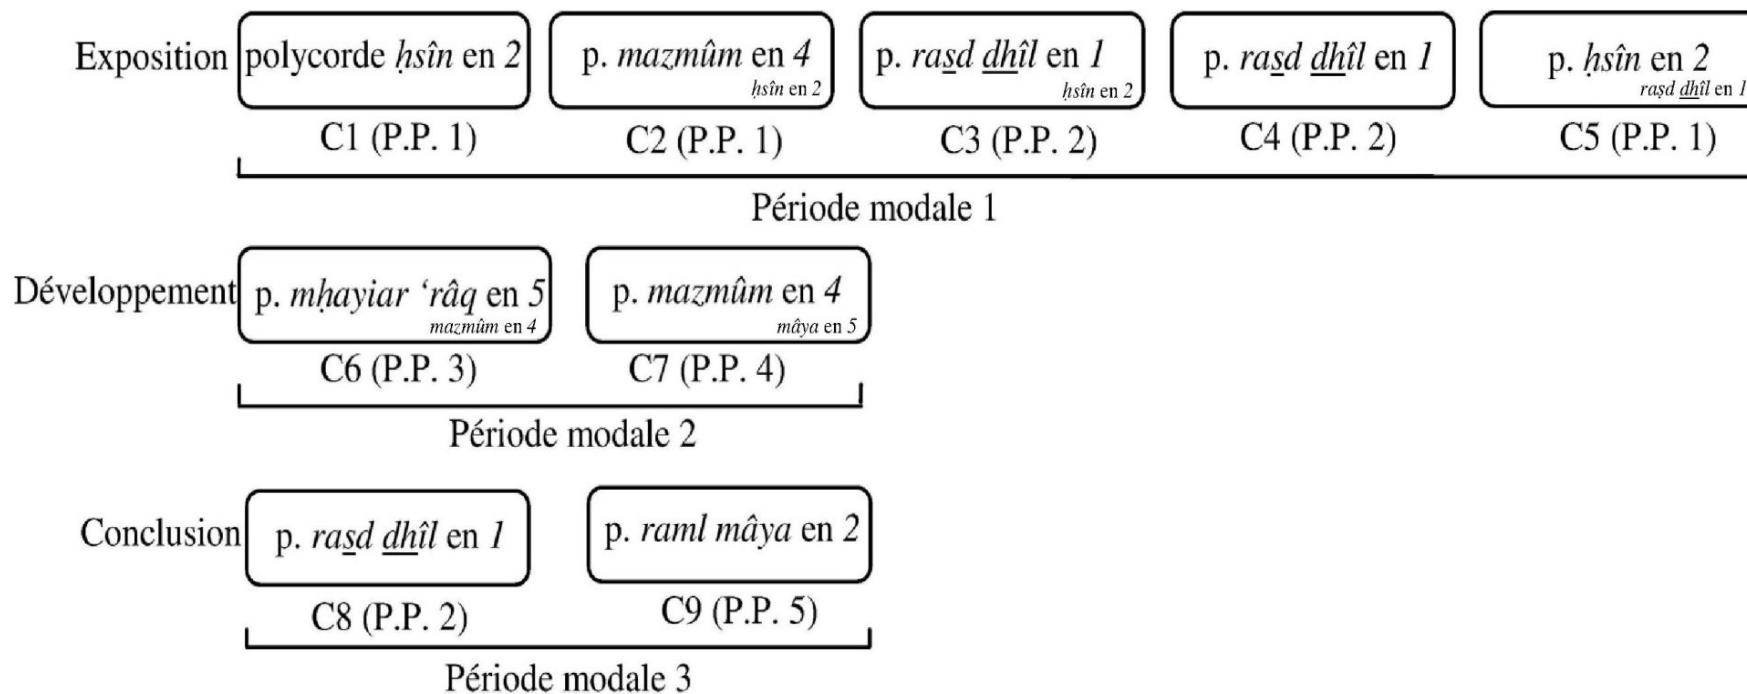 Exposition polycorde ḥsîn en 2 p. mazmûm en 4 p. raṣd dhîl en 1 p. raṣd dhîl en 1 p. ḥsîn en 2
ḥsîn en 2 ḥsîn en 2 raṣd dhîl en 1
C1 (P.P. 1) C2 (P.P. 1) C3 (P.P. 2) C4 (P.P. 2) C5 (P.P. 1)
Période modale 1
Développement p. mḥayiar ‘râq en 5 p. mazmûm en 4
mazmûm en 4 mâya en 5
C6 (P.P. 3) C7 (P.P. 4)
Période modale 2
Conclusion p. raṣd dhîl en 1 p. raml mâya en 2
C8 (P.P. 2) C9 (P.P. 5)
Période modale 3